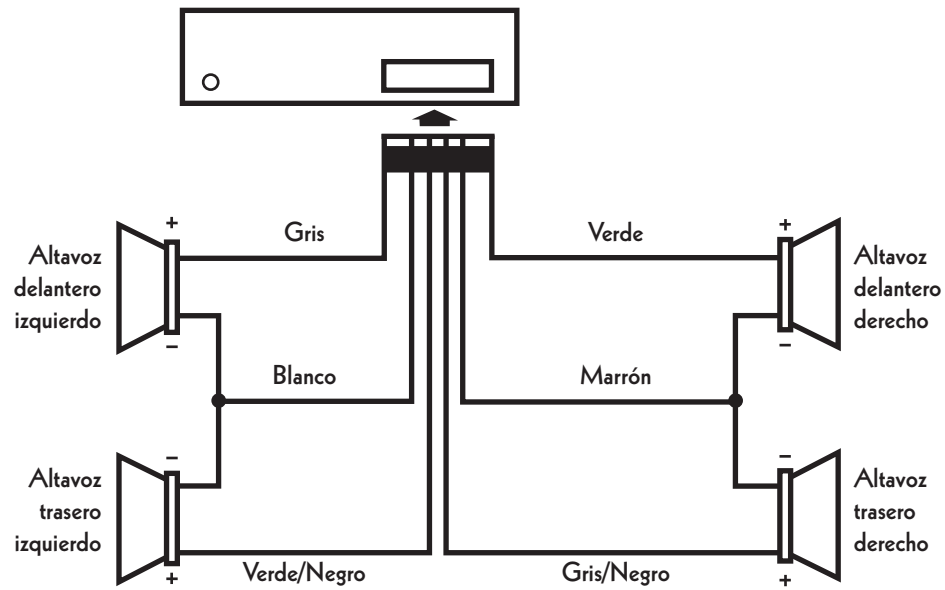 Gris
Verde
+
+
Altavoz
delantero
izquierdo
Altavoz
delantero
derecho
−
−
Blanco
Marrón
−
−
Altavoz
trasero
izquierdo
Altavoz
trasero
derecho
+
+
Verde/Negro
Gris/Negro